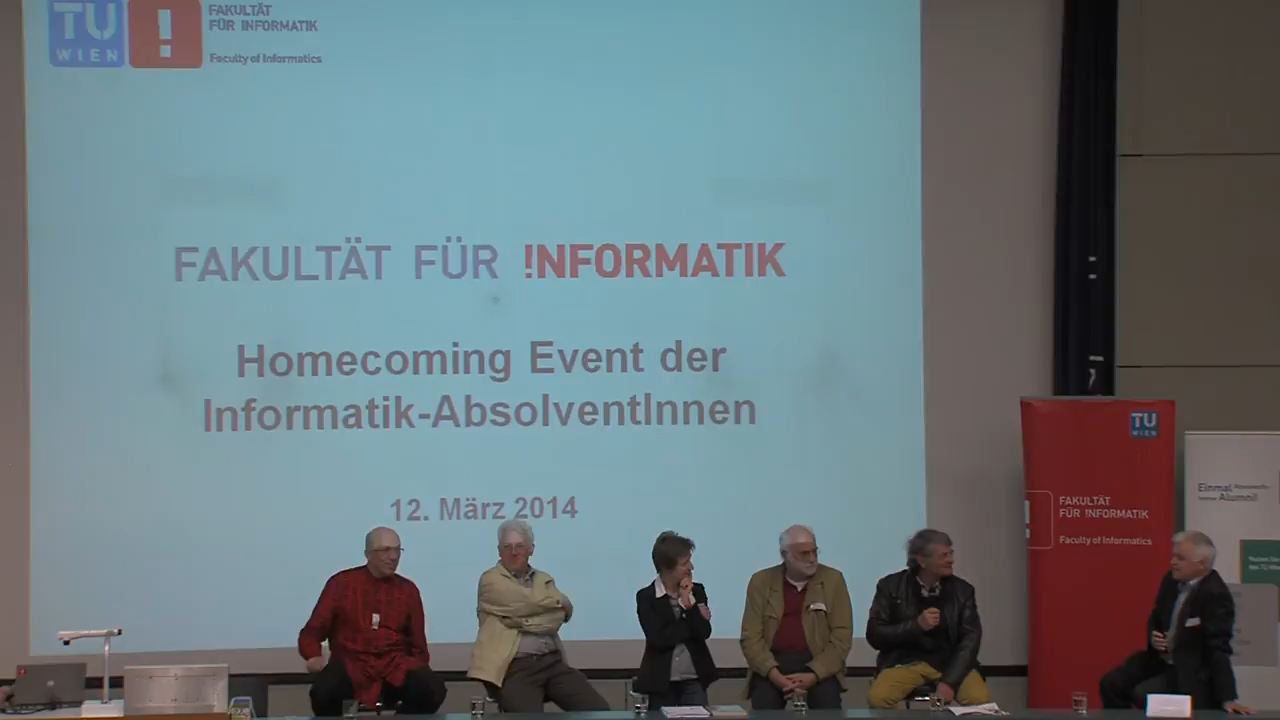 TU
WIEN
!
FAKULTÄT
FÜR INFORMATIK
Faculty of Informatics
FAKULTÄT FÜR !NFORMATIK
Homecoming Event der
Informatik-AbsolventInnen
12. März 2014
TU
WIEN
!
FAKULTÄT
FÜR !NFORMATIK
Faculty of Informatics
Einmal
Alumni!